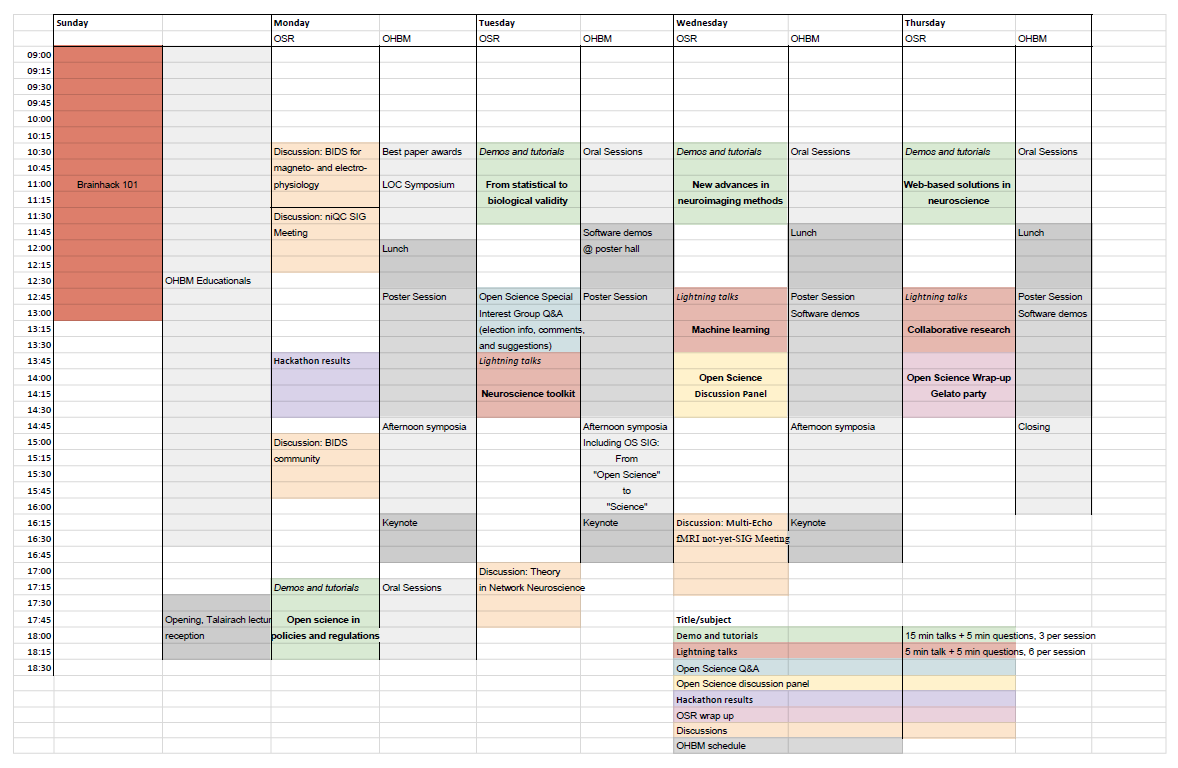 Sunday Monday Tuesday Wednesday Thursday
OSR OHBM OSR OHBM OSR OHBM OSR OHBM
09:00
09:15
09:30
09:45
10:00
10:15
10:30 Discussion: BIDS for Best paper awards Demos and tutorials Oral Sessions Demos and tutorials Oral Sessions Demos and tutorials Oral Sessions
10:45 magneto- and electro-
11:00 Brainhack 101 physiology LOC Symposium From statistical to New advances in Web-based solutions in
11:15 biological validity neuroimaging methods neuroscience
11:30 Discussion: niQC SIG
11:45 Meeting Software demos Lunch Lunch
12:00 Lunch @ poster hall
12:15
12:30 OHBM Educationals
12:45 Poster Session Open Science Special Poster Session Lightning talks Poster Session Lightning talks Poster Session
13:00 Interest Group Q&A Software demos Software demos
13:15 (election info, comments, Machine learning Collaborative research
13:30 and suggestions)
13:45 Hackathon results Lightning talks
14:00 Open Science Open Science Wrap-up
14:15 Neuroscience toolkit Discussion Panel Gelato party
14:30
14:45 Afternoon symposia Afternoon symposia Afternoon symposia Closing
15:00 Discussion: BIDS Including OS SIG:
15:15 community From
15:30 "Open Science"
15:45 to
16:00 "Science"
16:15 Keynote Keynote Discussion: Multi-Echo Keynote
16:30 fMRI not-yet-SIG Meeting
16:45
17:00 Discussion: Theory
17:15 Demos and tutorials Oral Sessions in Network Neuroscience
17:30
17:45 Opening, Talairach lectur Open science in Title/subject
18:00 reception policies and regulations Demo and tutorials 15 min talks + 5 min questions, 3 per session
18:15 Lightning talks 5 min talk + 5 min questions, 6 per session
18:30 Open Science Q&A
Open Science discussion panel
Hackathon results
OSR wrap up
Discussions
OHBM schedule